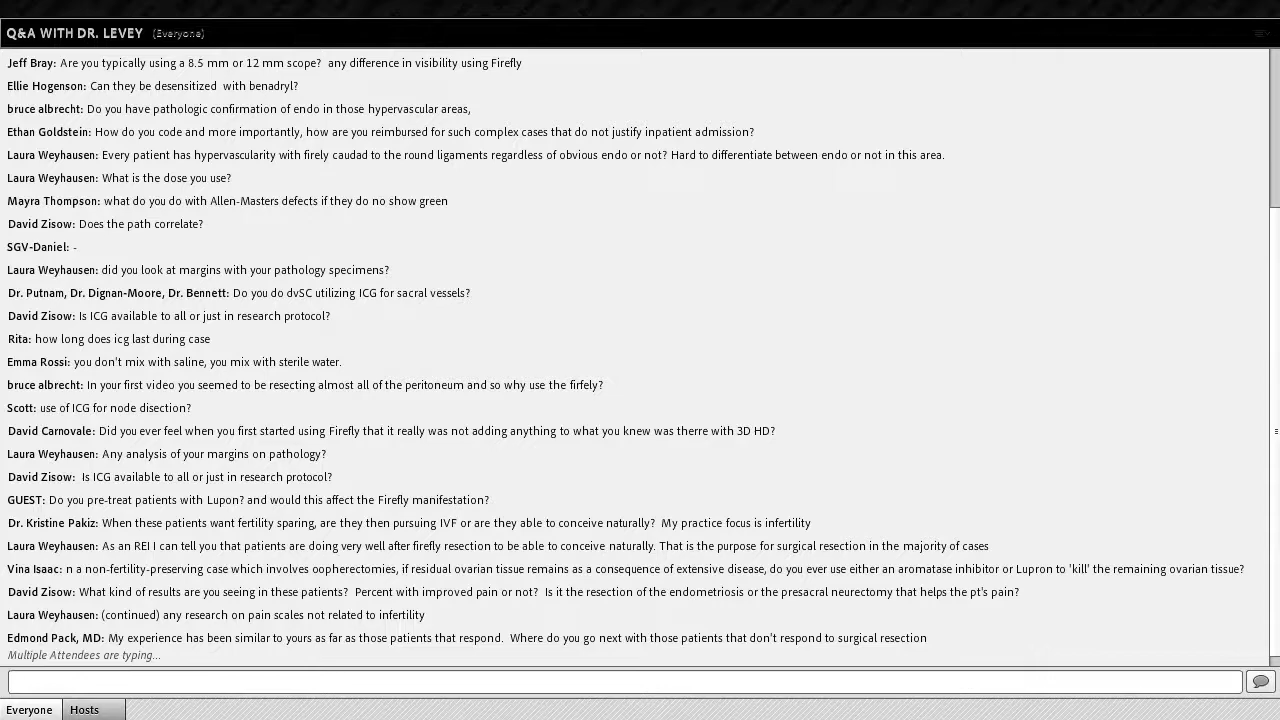 Q&A WITH DR. LEVEY (Everyone)
Jeff Bray: Are you typically using a 8.5 mm or 12 mm scope?  any difference in visibility using Firefly
Ellie Hogenson: Can they be desensitized  with benadryl?
bruce albrecht: Do you have pathologic confirmation of endo in those hypervascular areas,
Ethan Goldstein: How do you code and more importantly, how are you reimbursed for such complex cases that do not justify inpatient admission?
Laura Weyhausen: Every patient has hypervascularity with firely caudad to the round ligaments regardless of obvious endo or not? Hard to differentiate between endo or not in this area.
Laura Weyhausen: What is the dose you use?
Mayra Thompson: what do you do with Allen-Masters defects if they do no show green
David Zisow: Does the path correlate?
SGV-Daniel: -
Laura Weyhausen: did you look at margins with your pathology specimens?
Dr. Putnam, Dr. Dignan-Moore, Dr. Bennett: Do you do dvSC utilizing ICG for sacral vessels?
David Zisow: Is ICG available to all or just in research protocol?
Rita: how long does icg last during case
Emma Rossi: you don't mix with saline, you mix with sterile water.
bruce albrecht: In your first video you seemed to be resecting almost all of the peritoneum and so why use the firfely?
Scott: use of ICG for node disection?
David Carnovale: Did you ever feel when you first started using Firefly that it really was not adding anything to what you knew was therre with 3D HD?
Laura Weyhausen: Any analysis of your margins on pathology?
David Zisow:  Is ICG available to all or just in research protocol?
GUEST: Do you pre-treat patients with Lupon? and would this affect the Firefly manifestation?
Dr. Kristine Pakiz: When these patients want fertility sparing, are they then pursuing IVF or are they able to conceive naturally?  My practice focus is infertility
Laura Weyhausen: As an REI I can tell you that patients are doing very well after firefly resection to be able to conceive naturally. That is the purpose for surgical resection in the majority of cases
Vina Isaac: n a non-fertility-preserving case which involves oopherectomies, if residual ovarian tissue remains as a consequence of extensive disease, do you ever use either an aromatase inhibitor or Lupron to 'kill' the remaining ovarian tissue?
David Zisow: What kind of results are you seeing in these patients?  Percent with improved pain or not?  Is it the resection of the endometriosis or the presacral neurectomy that helps the pt's pain?
Laura Weyhausen: (continued) any research on pain scales not related to infertility
Edmond Pack, MD: My experience has been similar to yours as far as those patients that respond.  Where do you go next with those patients that don't respond to surgical resection
Multiple Attendees are typing...
Everyone Hosts